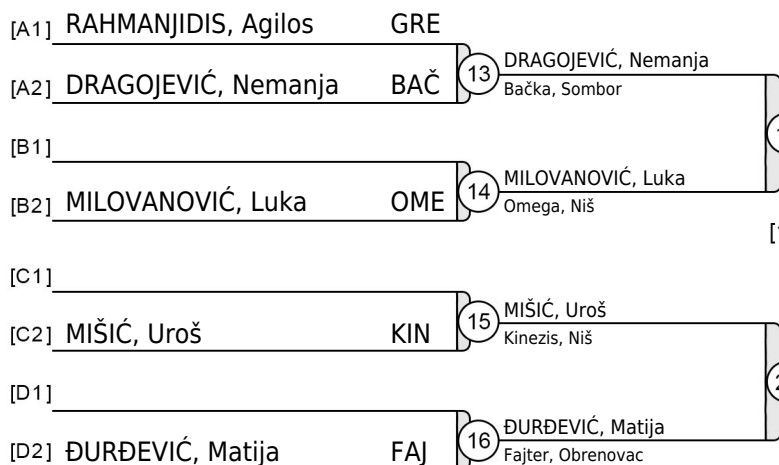 [A1] RAHMANJIDIS, Agilos GRE
[A2] DRAGOJEVIĆ, Nemanja BAČ
13 DRAGOJEVIĆ, Nemanja
Bačka, Sombor
[B1]
[B2] MILOVANOVIĆ, Luka OME
14 MILOVANOVIĆ, Luka
Omega, Niš
[C1]
[C2] MIŠIĆ, Uroš KIN
15 MIŠIĆ, Uroš
Kinezis, Niš
[D1]
[D2] ĐURĐEVIĆ, Matija FAJ
16 ĐURĐEVIĆ, Matija
Fajter, Obrenovac